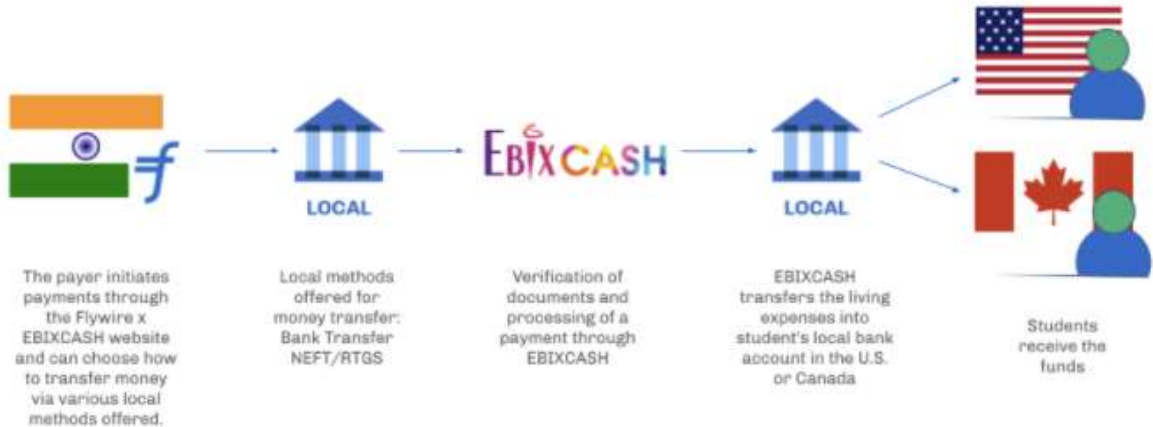 LOCAL
EBIXCASH
LOCAL
The payer initiates
payments through
the Flywire x
EBIXCASH website
and can choose how
to transfer money
via various local
methods offered.
Local methods
offered for
money transfer:
Bank Transfer
NEFT/RTGS
Verification of
documents and
processing of a
payment through
EBIXCASH
EBIXCASH
transfers the living
expenses into
student's local bank
account in the U.S.
or Canada
Students
receive the
funds